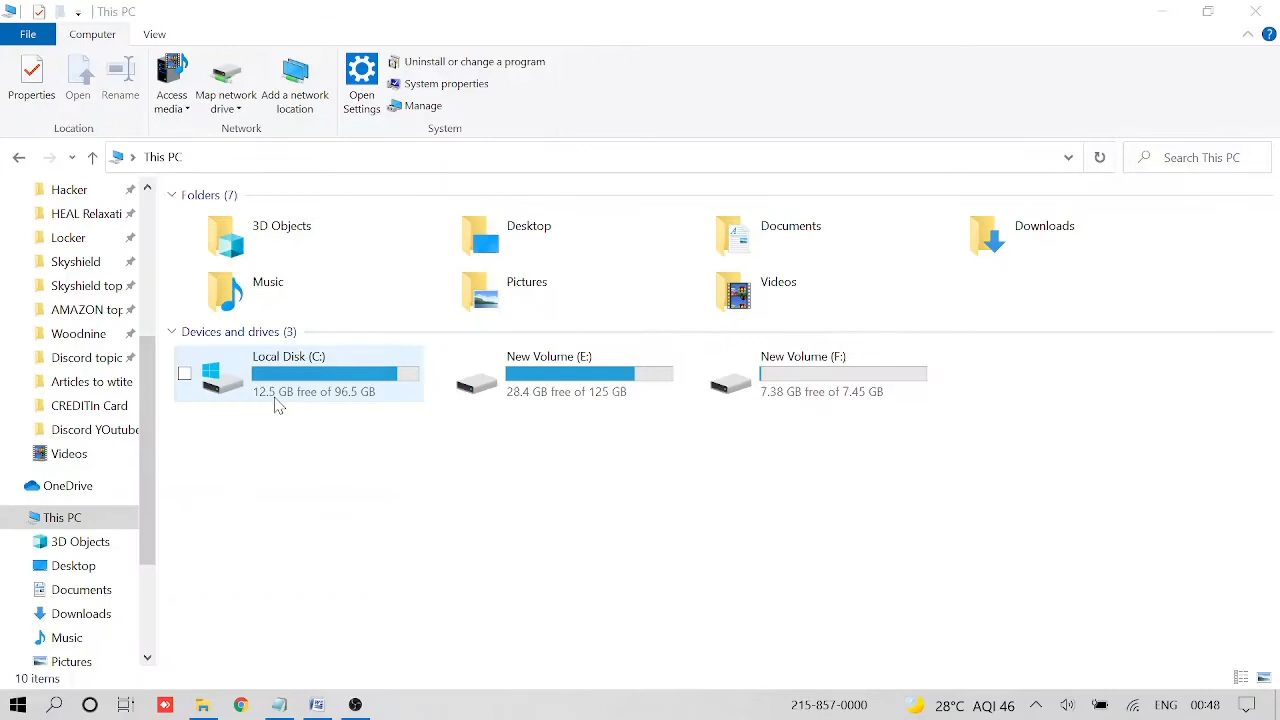 This PC
File
Computer
View
Properties
Open
Rename
Access media
Map network drive
Add a network location
Open Settings
Uninstall or change a program
System properties
Manage
Location
Network
System
This PC
Search This PC
Hacker
HEAL Relaxati
Locker
Skyshield
Skyshield top
AMAZON top
Woodnine
Discord topic
Articles to wtite
CREDITIn Card
Discord YOutube
Videos
OneDrive
This PC
3D Objects
Desktop
Documents
Downloads
Music
Pictures
Folders (7)
3D Objects
Desktop
Documents
Downloads
Music
Pictures
Videos
Devices and drives (3)
Local Disk (C:)
12.5 GB free of 96.5 GB
New Volume (E:)
28.4 GB free of 125 GB
New Volume (F:)
7.38 GB free of 7.45 GB
10 items
215-857-0000
28°C AQI 46
ENG
00:48